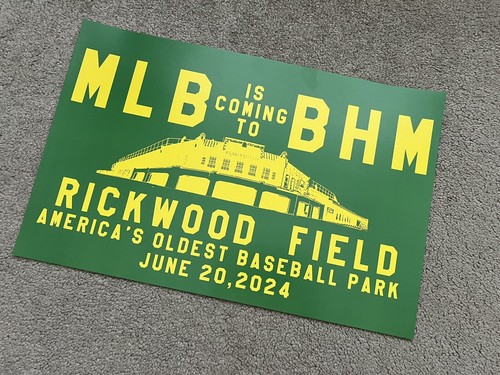 MLB IS COMING TO BHM
RICKWOOD FIELD
AMERICA'S OLDEST BASEBALL PARK
JUNE 20, 2024